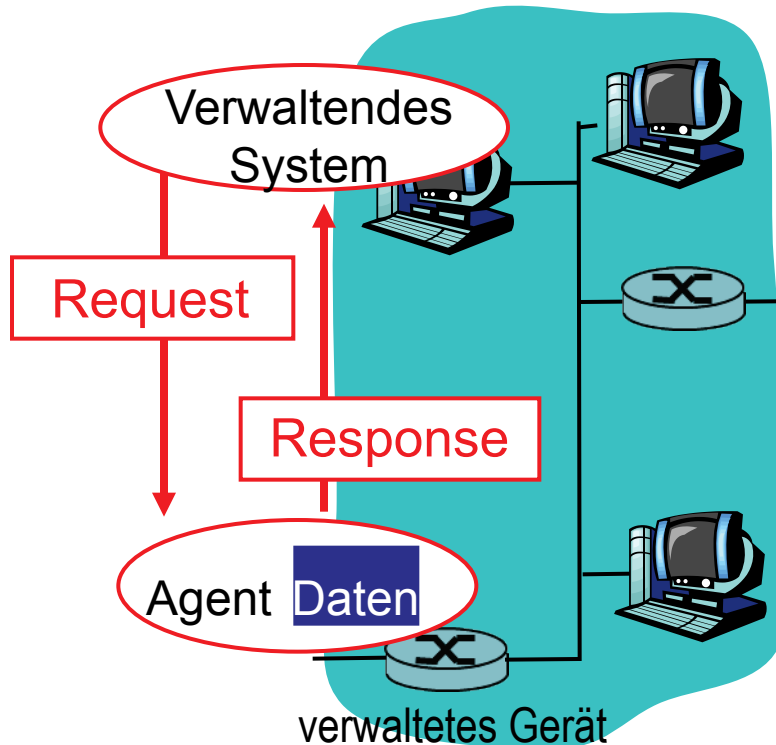 Verwaltendes
System
Request
Response
Agent Daten
verwaltetes Gerät